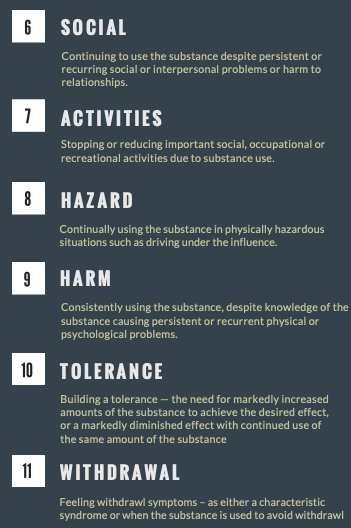 6 SOCIAL
Continuing to use the substance despite persistent or
recurring social or interpersonal problems or harm to
relationships.
7 ACTIVITIES
Stopping or reducing important social, occupational or
recreational activities due to substance use.
8 HAZARD
Continually using the substance in physically hazardous
situations such as driving under the influence.
9 HARM
Consistently using the substance, despite knowledge of the
substance causing persistent or recurrent physical or
psychological problems.
10 TOLERANCE
Building a tolerance — the need for markedly increased
amounts of the substance to achieve the desired effect,
or a markedly diminished effect with continued use of
the same amount of the substance
11 WITHDRAWAL
Feeling withdrawl symptoms – as either a characteristic
syndrome or when the substance is used to avoid withdrawl